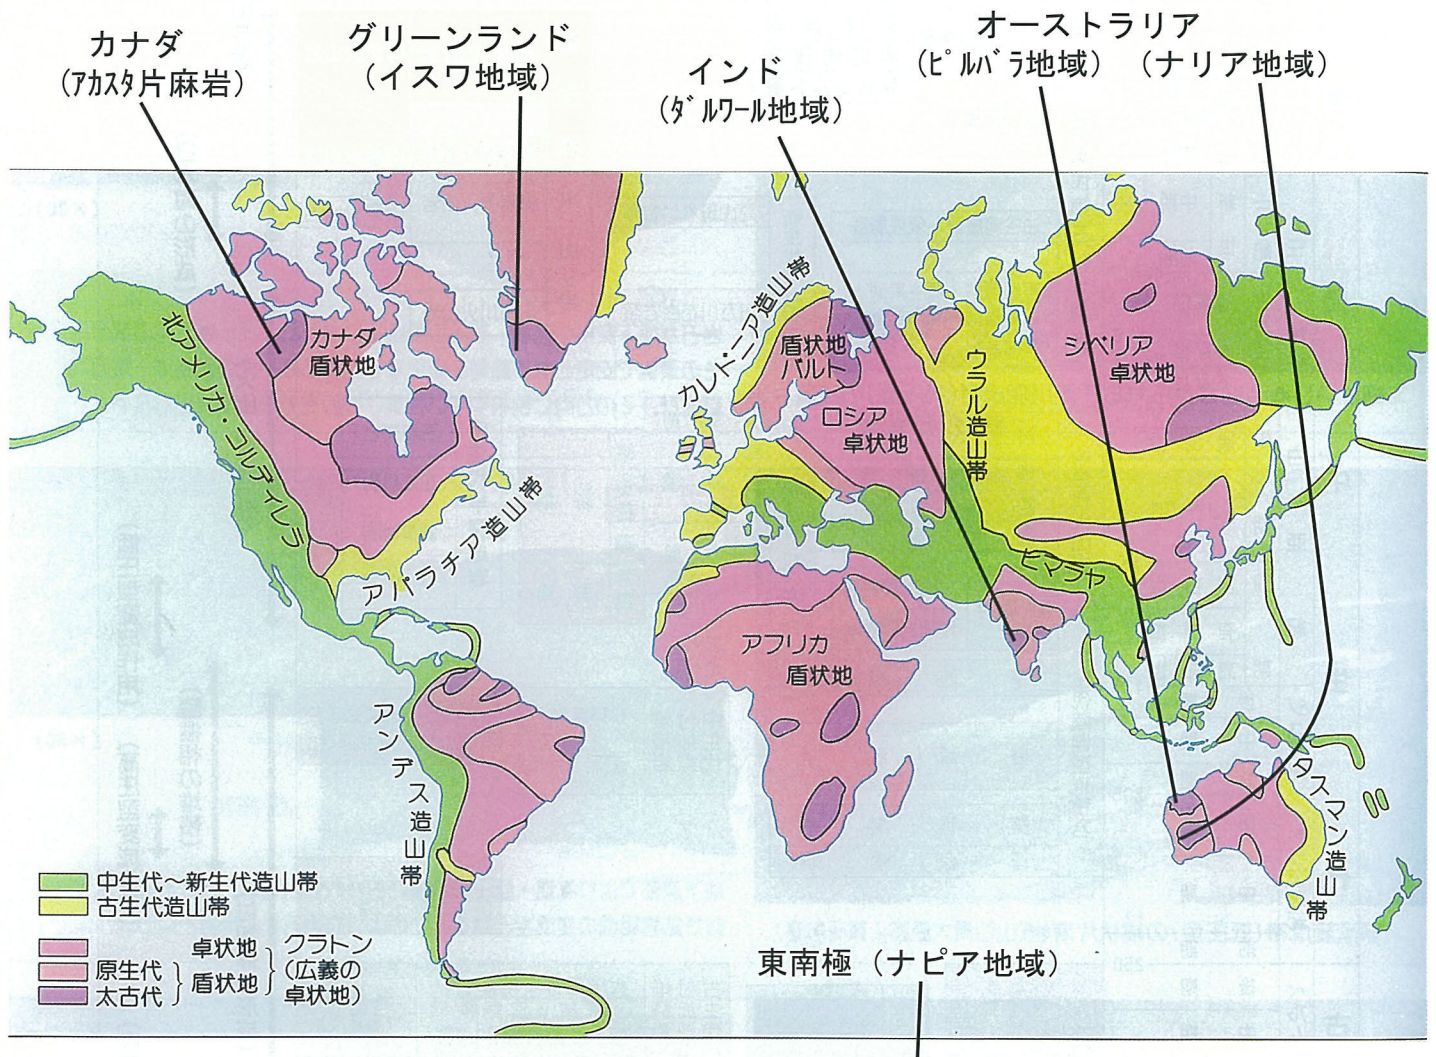 カナダ
(アカスタ片麻岩)
グリーンランド
(イスワ地域)
インド
(ダルワール地域)
オーストラリア
(ピルバラ地域)
(ナリア地域)
北アメリカ・コルディイレラ
カナダ
盾状地
アパラチア造山帯
アンデス造山帯
カレドニア造山帯
盾状地
バルト
ロシア
卓状地
ウラル造山帯
シベリア
卓状地
ヒマラヤ
アフリカ
盾状地
タスマン造山帯
中生代～新生代造山帯
古生代造山帯
卓状地
原生代
太古代
盾状地
クラトン
(広義の
卓状地)
東南極(ナピア地域)